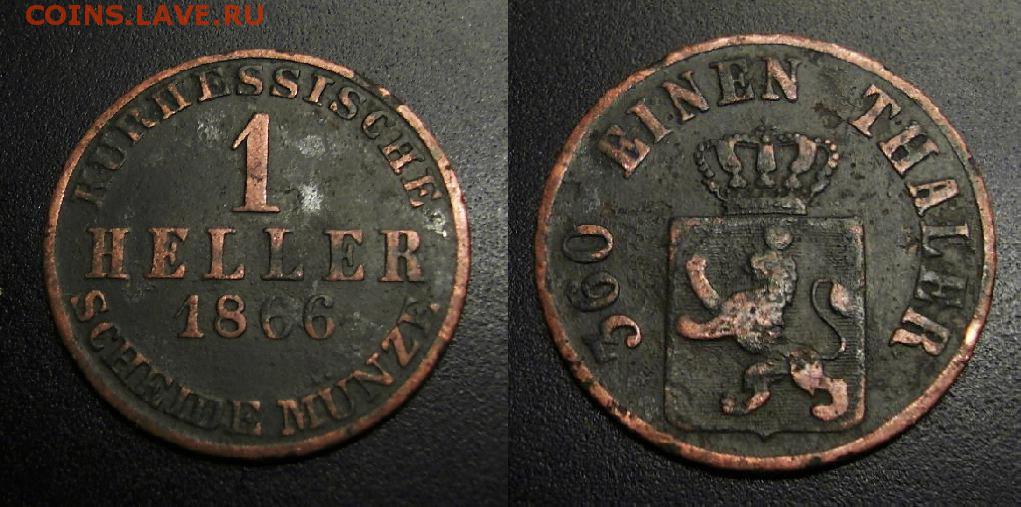 COINS.LAVE.RU
KURHESSISCHE
1
HELLER
1866
SCHEIDE MÜNZE.
360 EINEN THALER